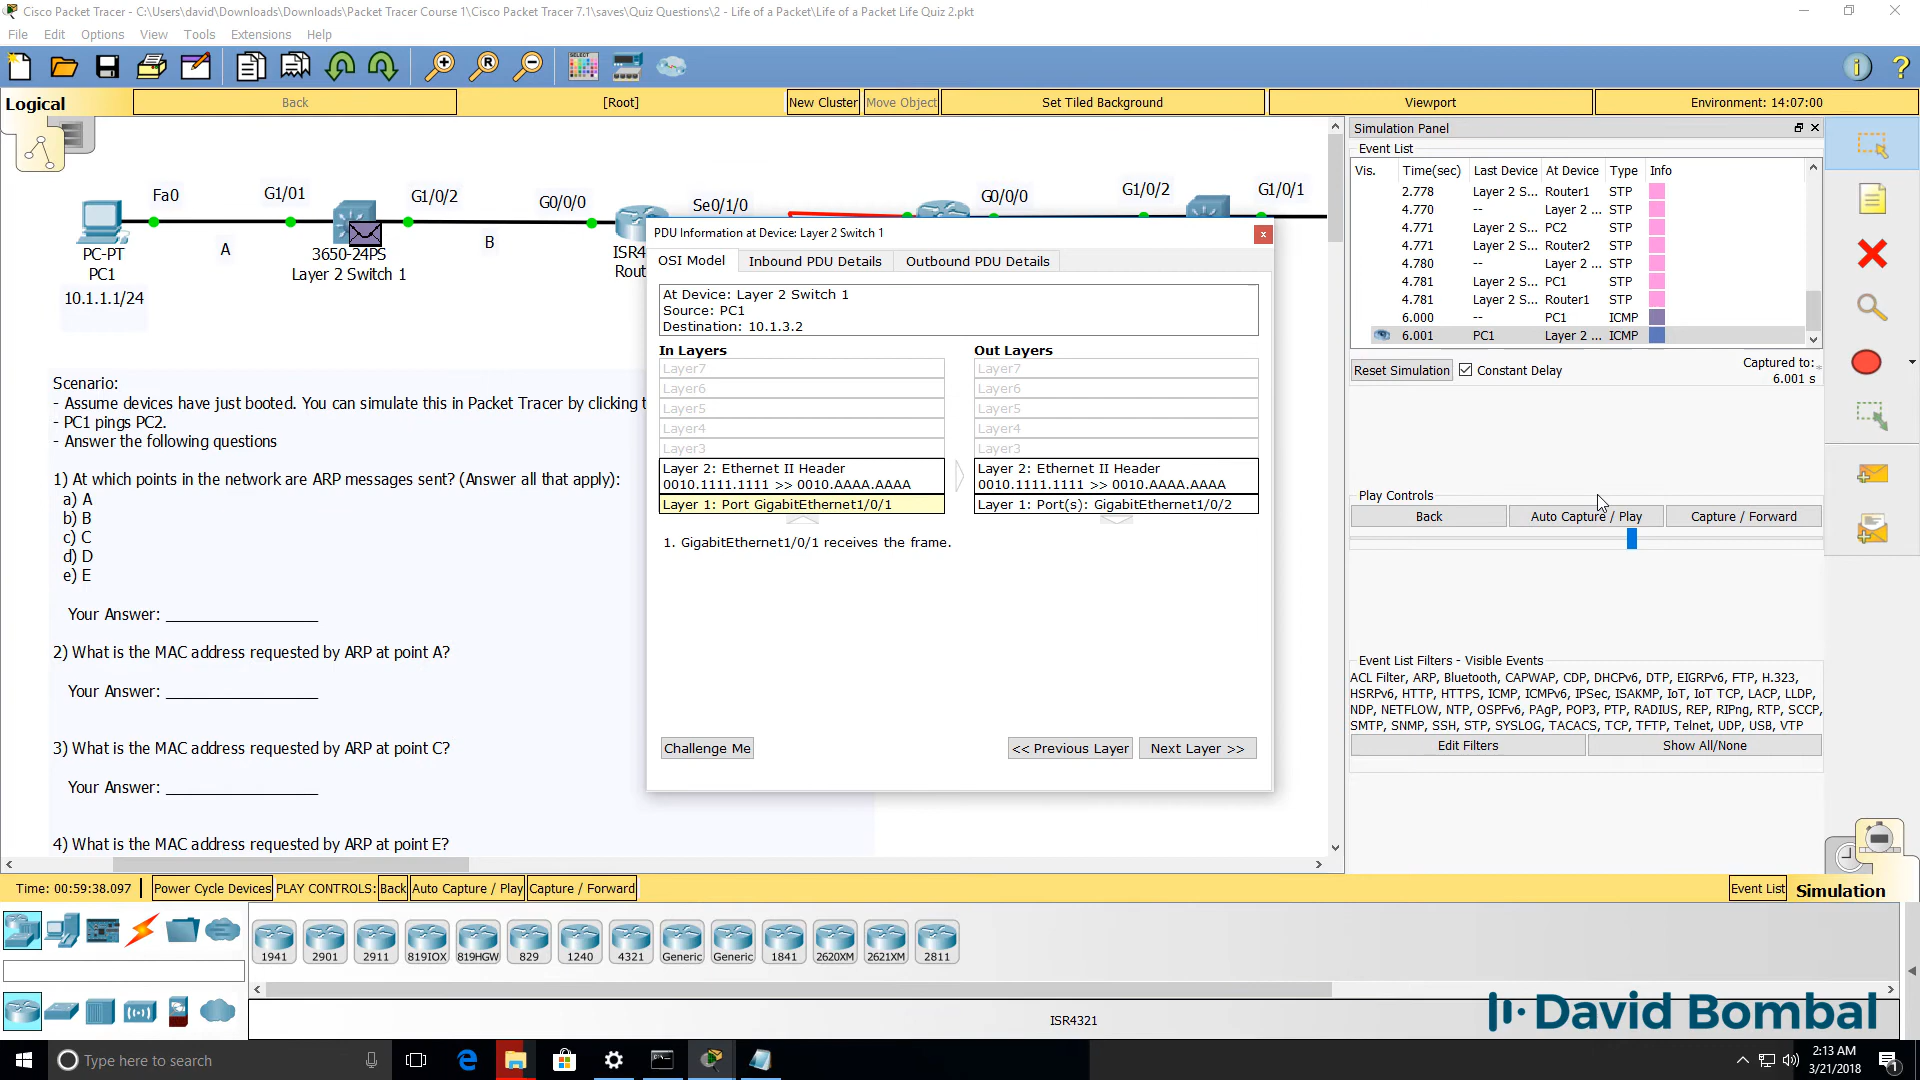 Cisco Packet Tracer - C:\Users\david\Downloads\Downloads\Packet Tracer Course 1\Cisco Packet Tracer 7.1\saves\Quiz Questions\2 - Life of a Packet\Life of a Packet Life Quiz 2.pkt
File Edit Options View Tools Extensions Help
Logical Back [Root] New Cluster Move Object Set Tiled Background Viewport Environment: 14:07:00
Fa0 G1/01 G1/0/2 G0/0/0 Se0/1/0 G0/0/0 G1/0/2 G1/0/1
A B
PC-PT
PC1
10.1.1.1/24
3650-24PS
Layer 2 Switch 1
ISR4
Rout
Scenario:
- Assume devices have just booted. You can simulate this in Packet Tracer by clicking t
- PC1 pings PC2.
- Answer the following questions
1) At which points in the network are ARP messages sent? (Answer all that apply):
a) A
b) B
c) C
d) D
e) E
Your Answer: __________________
2) What is the MAC address requested by ARP at point A?
Your Answer: __________________
3) What is the MAC address requested by ARP at point C?
Your Answer: __________________
4) What is the MAC address requested by ARP at point E?
PDU Information at Device: Layer 2 Switch 1
OSI Model Inbound PDU Details Outbound PDU Details
At Device: Layer 2 Switch 1
Source: PC1
Destination: 10.1.3.2
In Layers Out Layers
Layer7 Layer7
Layer6 Layer6
Layer5 Layer5
Layer4 Layer4
Layer3 Layer3
Layer 2: Ethernet II Header Layer 2: Ethernet II Header
0010.1111.1111 >> 0010.AAAA.AAAA 0010.1111.1111 >> 0010.AAAA.AAAA
Layer 1: Port GigabitEthernet1/0/1 Layer 1: Port(s): GigabitEthernet1/0/2
1. GigabitEthernet1/0/1 receives the frame.
Challenge Me << Previous Layer Next Layer >>
Simulation Panel
Event List
Vis. Time(sec) Last Device At Device Type Info
2.778 Layer 2 S... Router1 STP
4.770 -- Layer 2 ... STP
4.771 Layer 2 S... PC2 STP
4.771 Layer 2 S... Router2 STP
4.780 -- Layer 2 ... STP
4.781 Layer 2 S... PC1 STP
4.781 Layer 2 S... Router1 STP
6.000 -- PC1 ICMP
6.001 PC1 Layer 2 ... ICMP
Reset Simulation Constant Delay Captured to:
6.001 s
Play Controls
Back Auto Capture / Play Capture / Forward
Event List Filters - Visible Events
ACL Filter, ARP, Bluetooth, CAPWAP, CDP, DHCPv6, DTP, EIGRPv6, FTP, H.323,
HSRPv6, HTTP, HTTPS, ICMP, ICMPv6, IPSec, ISAKMP, IoT, IoT TCP, LACP, LLDP,
NDP, NETFLOW, NTP, OSPFv6, PAgP, POP3, PTP, RADIUS, REP, RIPng, RTP, SCCP,
SMTP, SNMP, SSH, STP, SYSLOG, TACACS, TCP, TFTP, Telnet, UDP, USB, VTP
Edit Filters Show All/None
Time: 00:59:38.097 Power Cycle Devices PLAY CONTROLS: Back Auto Capture / Play Capture / Forward Event List Simulation
1941 2901 2911 819IOX 819HGW 829 1240 4321 Generic Generic 1841 2620XM 2621XM 2811
ISR4321
David Bombal
Type here to search
2:13 AM
3/21/2018
1